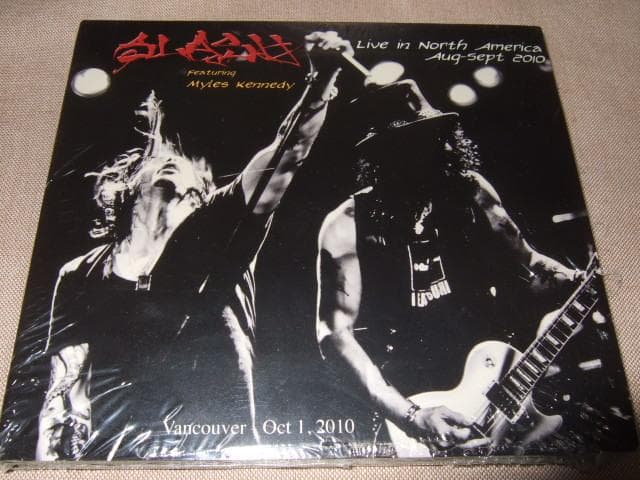 SLASH
Featuring
Myles Kennedy
Live in North America
Aug-Sept 2010
Vancouver - Oct 1, 2010